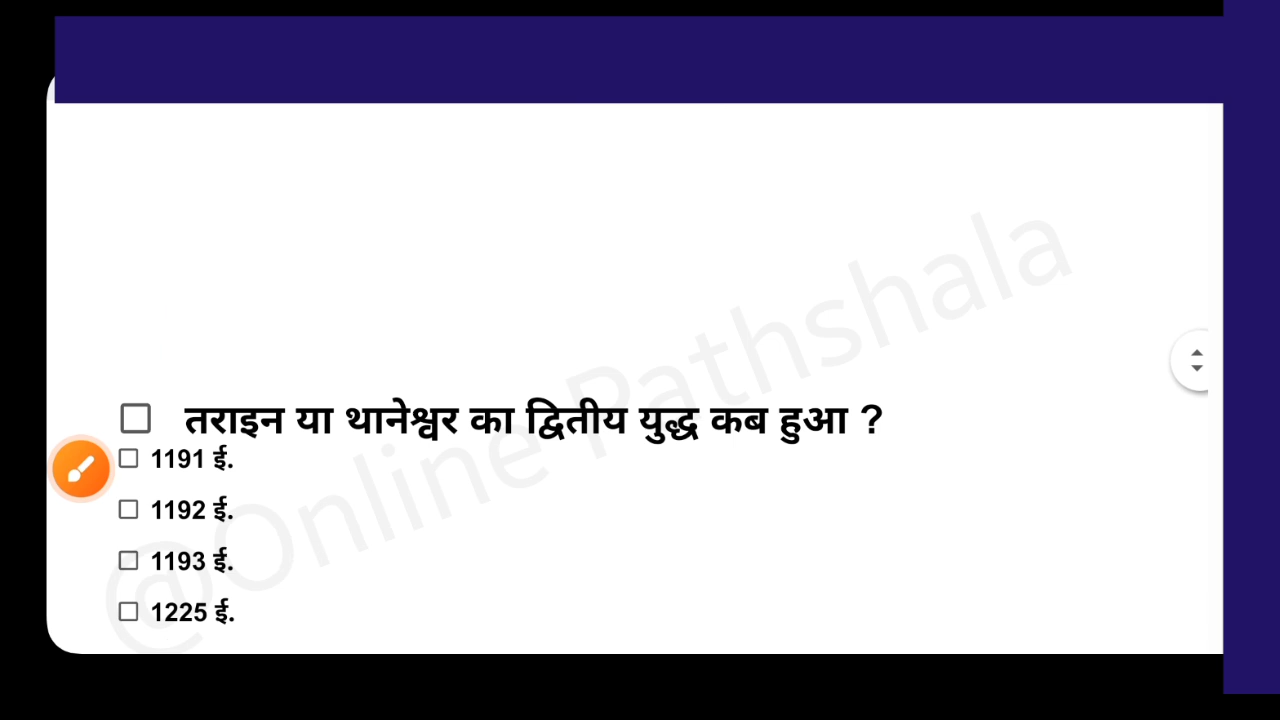 तराइन या थानेश्वर का द्वितीय युद्ध कब हुआ ?
1191 ई.
1192 ई.
1193 ई.
1225 ई.
@Online Pathshala